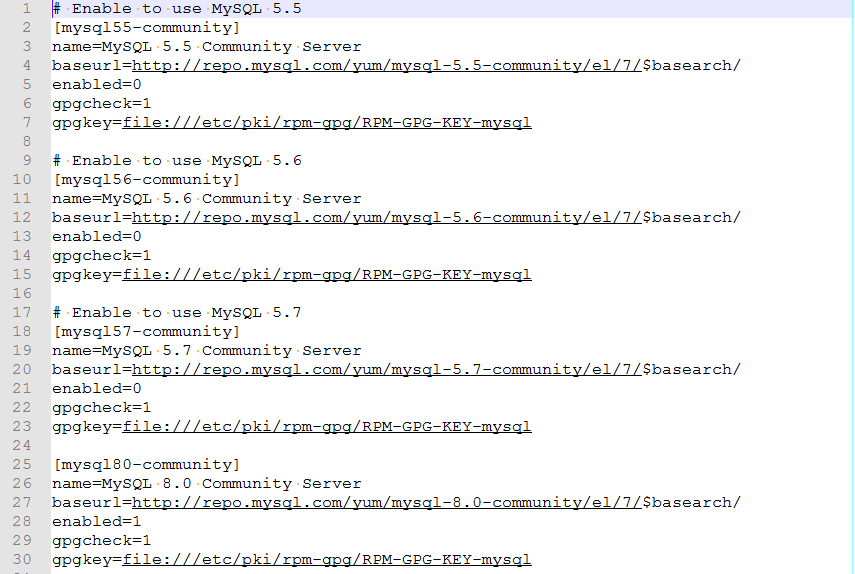 1 # Enable to use MySQL 5.5
2 [mysql55-community]
3 name=MySQL 5.5 Community Server
4 baseurl=http://repo.mysql.com/yum/mysql-5.5-community/el/7/$basearch/
5 enabled=0
6 gpgcheck=1
7 gpgkey=file:///etc/pki/rpm-gpg/RPM-GPG-KEY-mysql
8
9 # Enable to use MySQL 5.6
10 [mysql56-community]
11 name=MySQL 5.6 Community Server
12 baseurl=http://repo.mysql.com/yum/mysql-5.6-community/el/7/$basearch/
13 enabled=0
14 gpgcheck=1
15 gpgkey=file:///etc/pki/rpm-gpg/RPM-GPG-KEY-mysql
16
17 # Enable to use MySQL 5.7
18 [mysql57-community]
19 name=MySQL 5.7 Community Server
20 baseurl=http://repo.mysql.com/yum/mysql-5.7-community/el/7/$basearch/
21 enabled=0
22 gpgcheck=1
23 gpgkey=file:///etc/pki/rpm-gpg/RPM-GPG-KEY-mysql
24
25 [mysql80-community]
26 name=MySQL 8.0 Community Server
27 baseurl=http://repo.mysql.com/yum/mysql-8.0-community/el/7/$basearch/
28 enabled=1
29 gpgcheck=1
30 gpgkey=file:///etc/pki/rpm-gpg/RPM-GPG-KEY-mysql